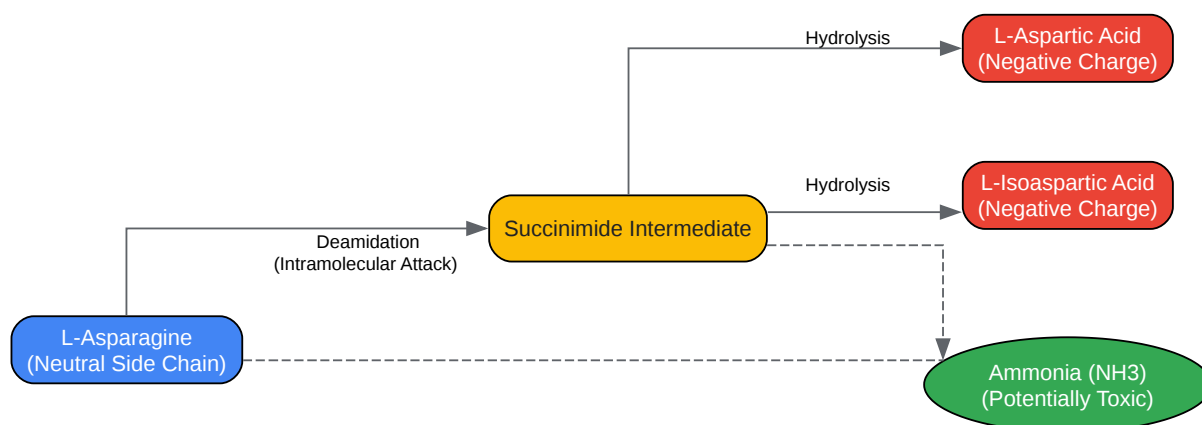 Hydrolysis
L-Aspartic Acid
(Negative Charge)
Hydrolysis
L-Isoaspartic Acid
(Negative Charge)
Succinimide Intermediate
Deamidation
(Intramolecular Attack)
L-Asparagine
(Neutral Side Chain)
Ammonia (NH3)
(Potentially Toxic)